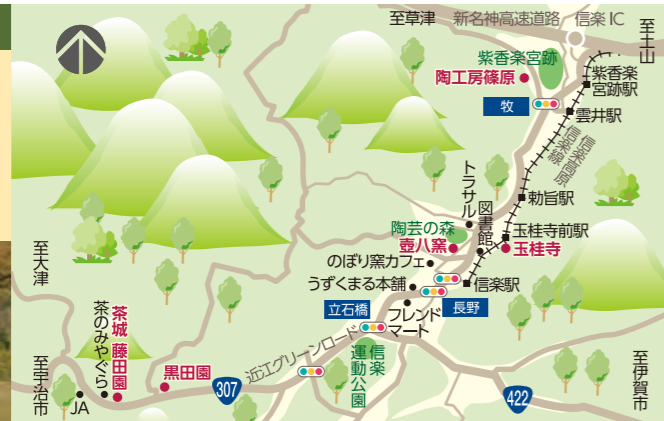 至草津
新名神高速道路
信楽IC
至土山
紫香楽宮跡
陶工房篠原
紫香楽
宮跡駅
牧
雲井駅
信楽高原
信楽線
トラサル
図書館
勅旨駅
陶芸の森
壺八窯
玉桂寺前駅
玉桂寺
のぼり窯カフェ
うずくまる本舗
信楽駅
至大津
立石橋
長野
フレンド
マート
茶城 藤田園
茶のみやぐら
近江グリーンロード
信楽
運動公園
黒田園
307
422
至宇治市
JA
至伊賀市